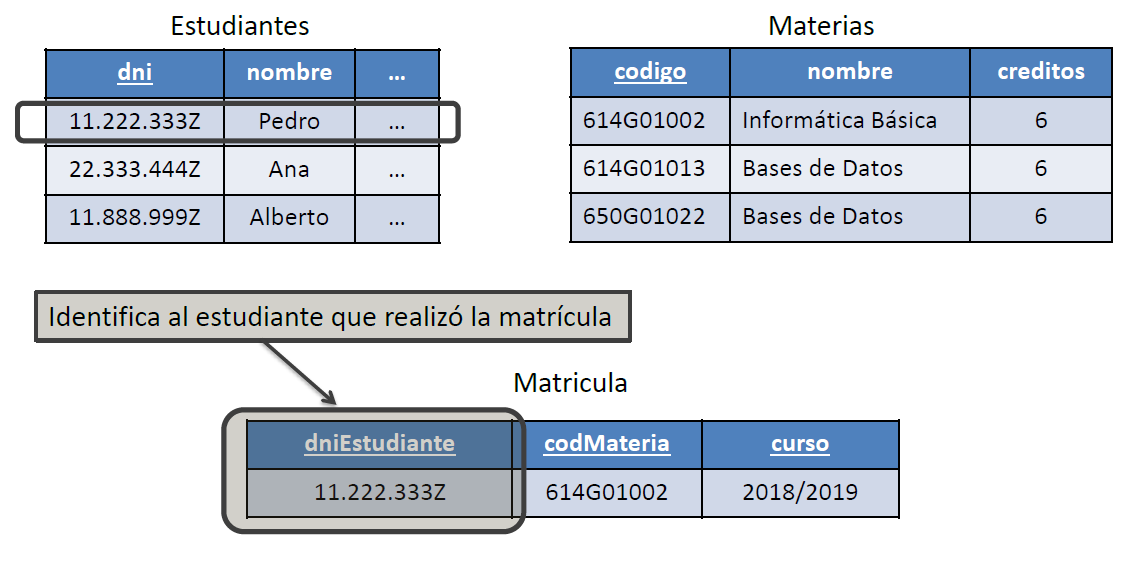 Estudiantes
dni nombre ...
11.222.333Z Pedro ...
22.333.444Z Ana ...
11.888.999Z Alberto ...
Materias
codigo nombre creditos
614G01002 Informática Básica 6
614G01013 Bases de Datos 6
650G01022 Bases de Datos 6
Identifica al estudiante que realizó la matrícula
Matricula
dniEstudiante codMateria curso
11.222.333Z 614G01002 2018/2019